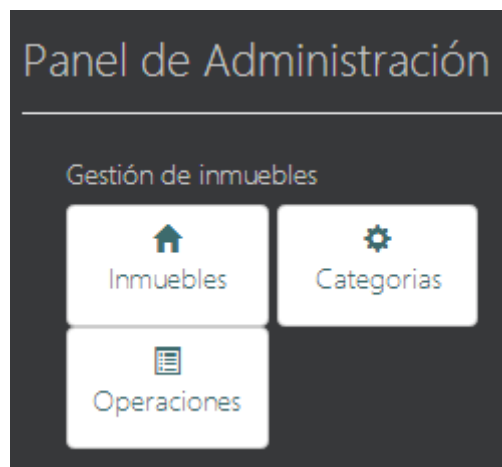 Panel de Administración
Gestión de inmuebles
Inmuebles
Categorias
Operaciones